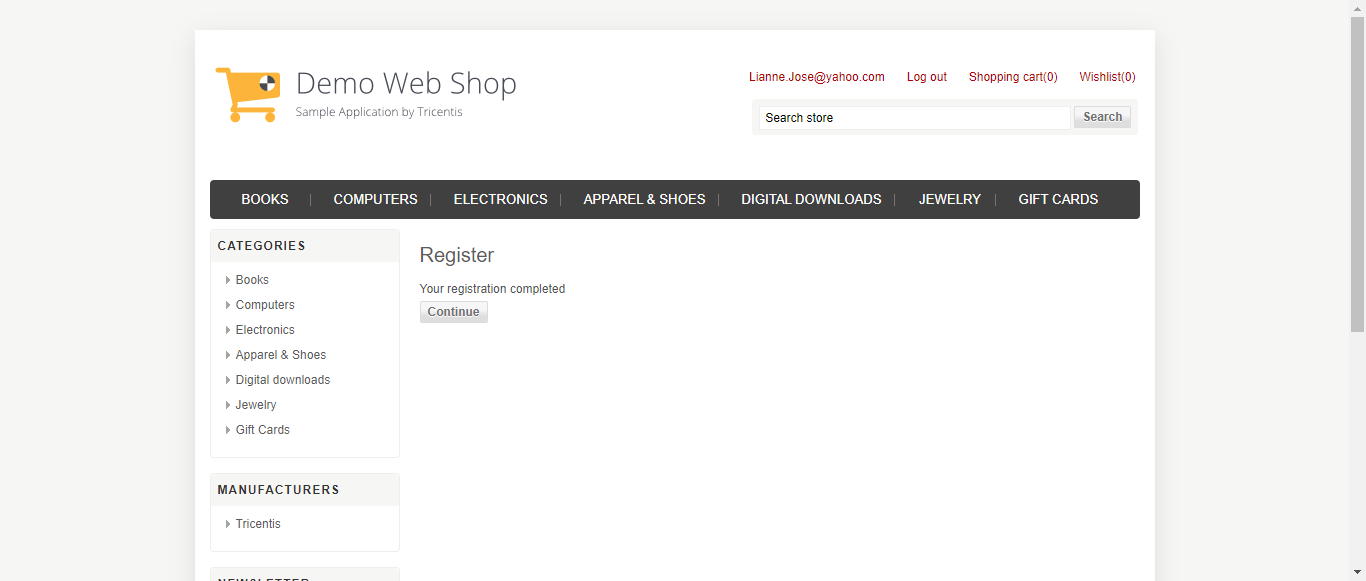 Demo Web Shop
Sample Application by Tricentis
Lianne.Jose@yahoo.com Log out Shopping cart(0) Wishlist(0)
Search store Search
BOOKS COMPUTERS ELECTRONICS APPAREL & SHOES DIGITAL DOWNLOADS JEWELRY GIFT CARDS
CATEGORIES
Books
Computers
Electronics
Apparel & Shoes
Digital downloads
Jewelry
Gift Cards
MANUFACTURERS
Tricentis
NEWSLETTER
Register
Your registration completed
Continue